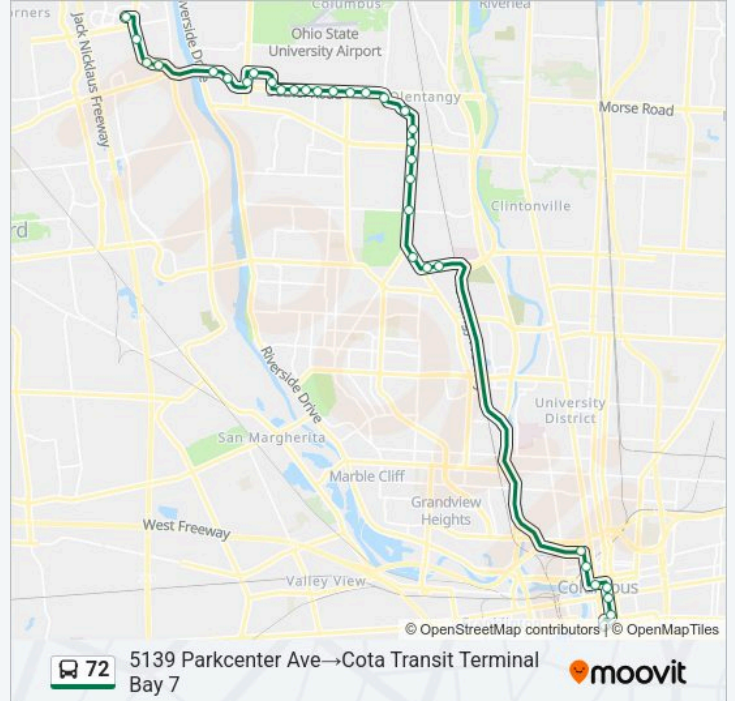 Columbus
Riverlea
orners
Jack Nicklaus Freeway
verside Dr
Ohio State
University Airport
Olentangy
Morse Road
Clintonville
rd
Riverside Drive
University
District
San Margherita
Marble Cliff
Grandview
Heights
West Freeway
Valley View
Columbus
© OpenStreetMap contributors | © OpenMapTiles
72
5139 Parkcenter Ave→Cota Transit Terminal
Bay 7
moovit